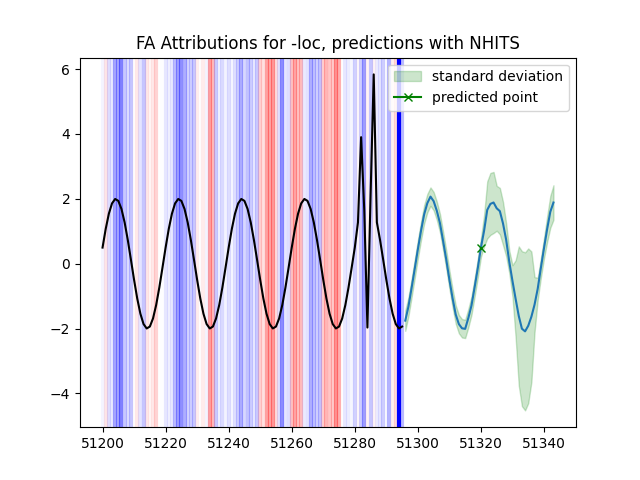 FA Attributions for -loc, predictions with NHITS
standard deviation
predicted point
6
4
2
0
−2
−4
51200 51220 51240 51260 51280 51300 51320 51340